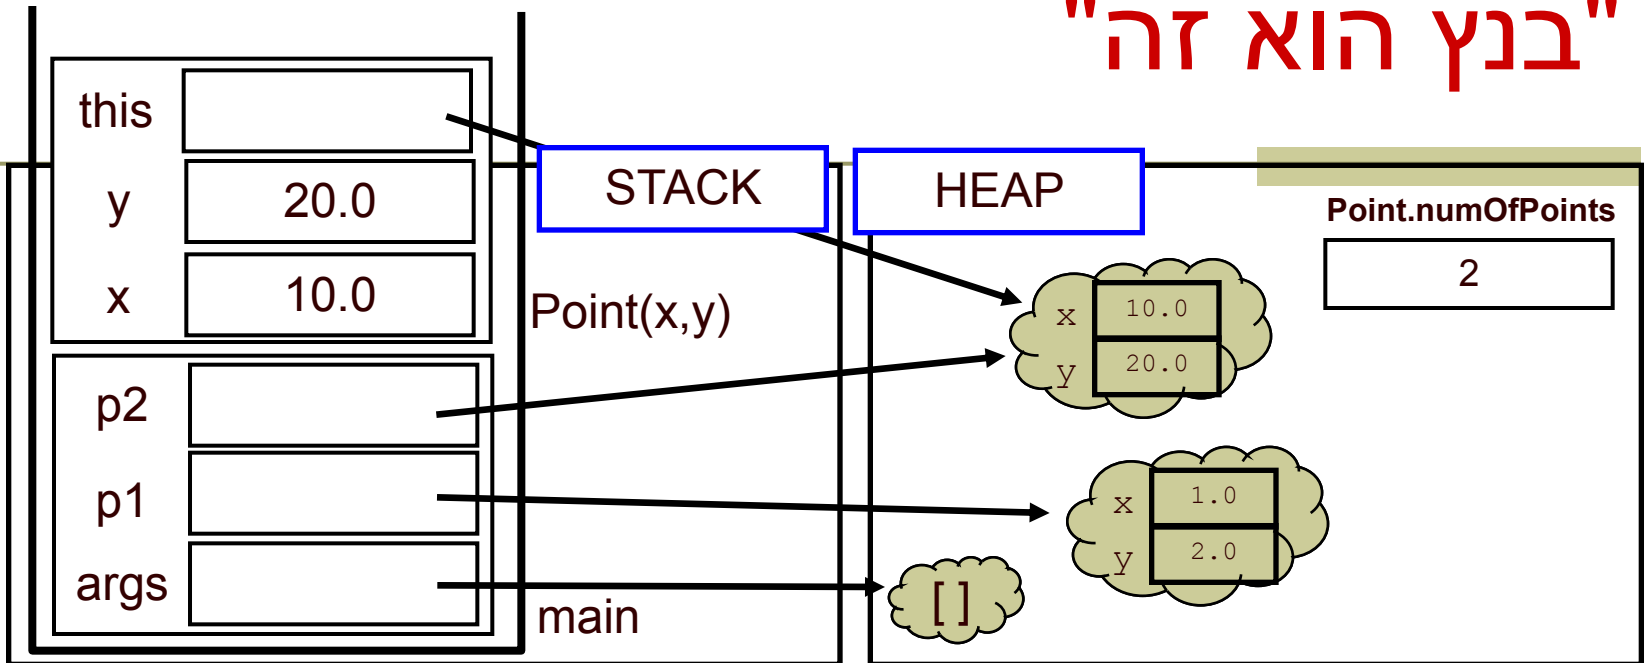 "בנץ הוא זה"
this
STACK
HEAP
Point.numOfPoints
y 20.0
2
x 10.0
Point(x,y)
x 10.0
y 20.0
p2
p1
x 1.0
y 2.0
args
[ ]
main